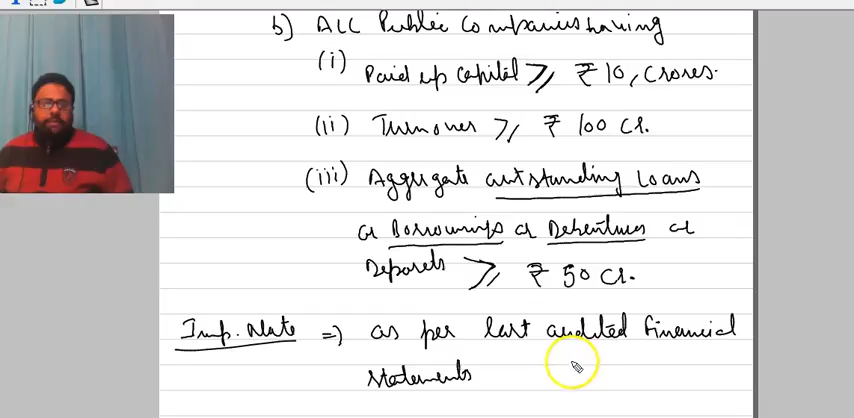 b) ALL Public Companies having
(i) Paid up Capital ≥ ₹ 10, Crores.
(ii) Turnover ≥ ₹ 100 Cr.
(iii) Aggregate outstanding Loans
or Borrowings or Debentures or
Deposits ≥ ₹ 50 Cr.
Imp. Note ⇒ as per last audited Financial
Statements